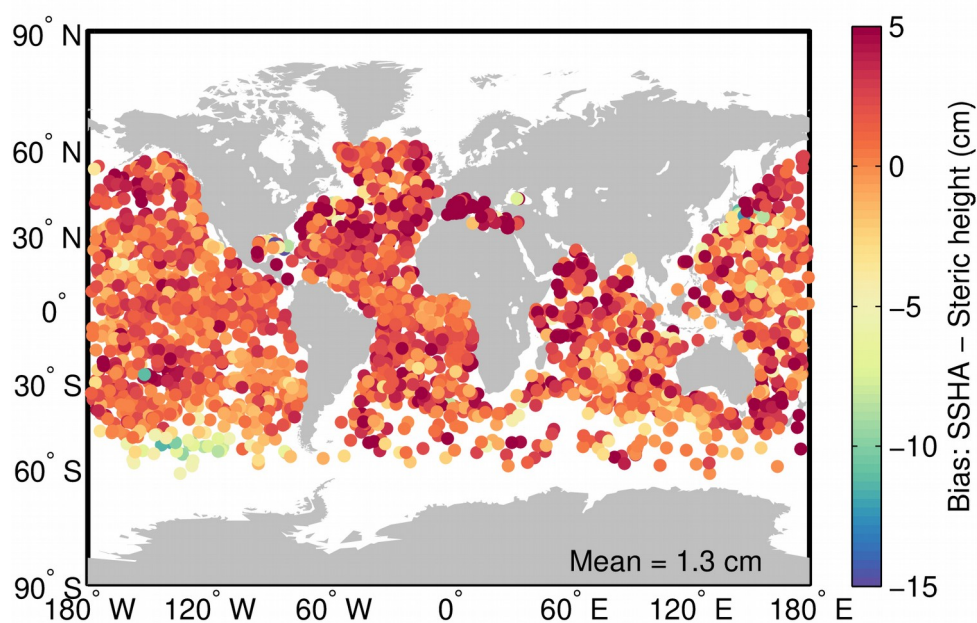 90° N
60° N
30° N
0°
30° S
60° S
90° S
180° W
120° W
60° W
0°
60° E
120° E
180° E
Mean = 1.3 cm
5
0
−5
−10
−15
Bias: SSHA − Steric height (cm)